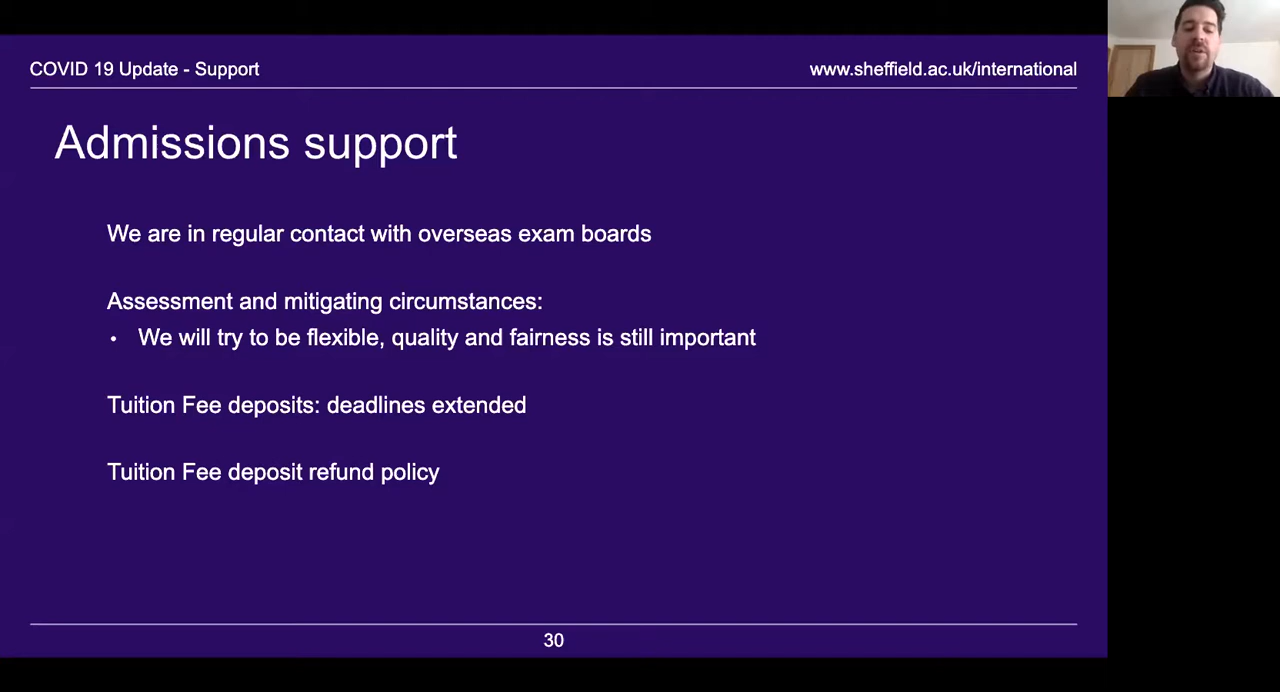 COVID 19 Update - Support
www.sheffield.ac.uk/international
Admissions support
We are in regular contact with overseas exam boards
Assessment and mitigating circumstances:
• We will try to be flexible, quality and fairness is still important
Tuition Fee deposits: deadlines extended
Tuition Fee deposit refund policy
30